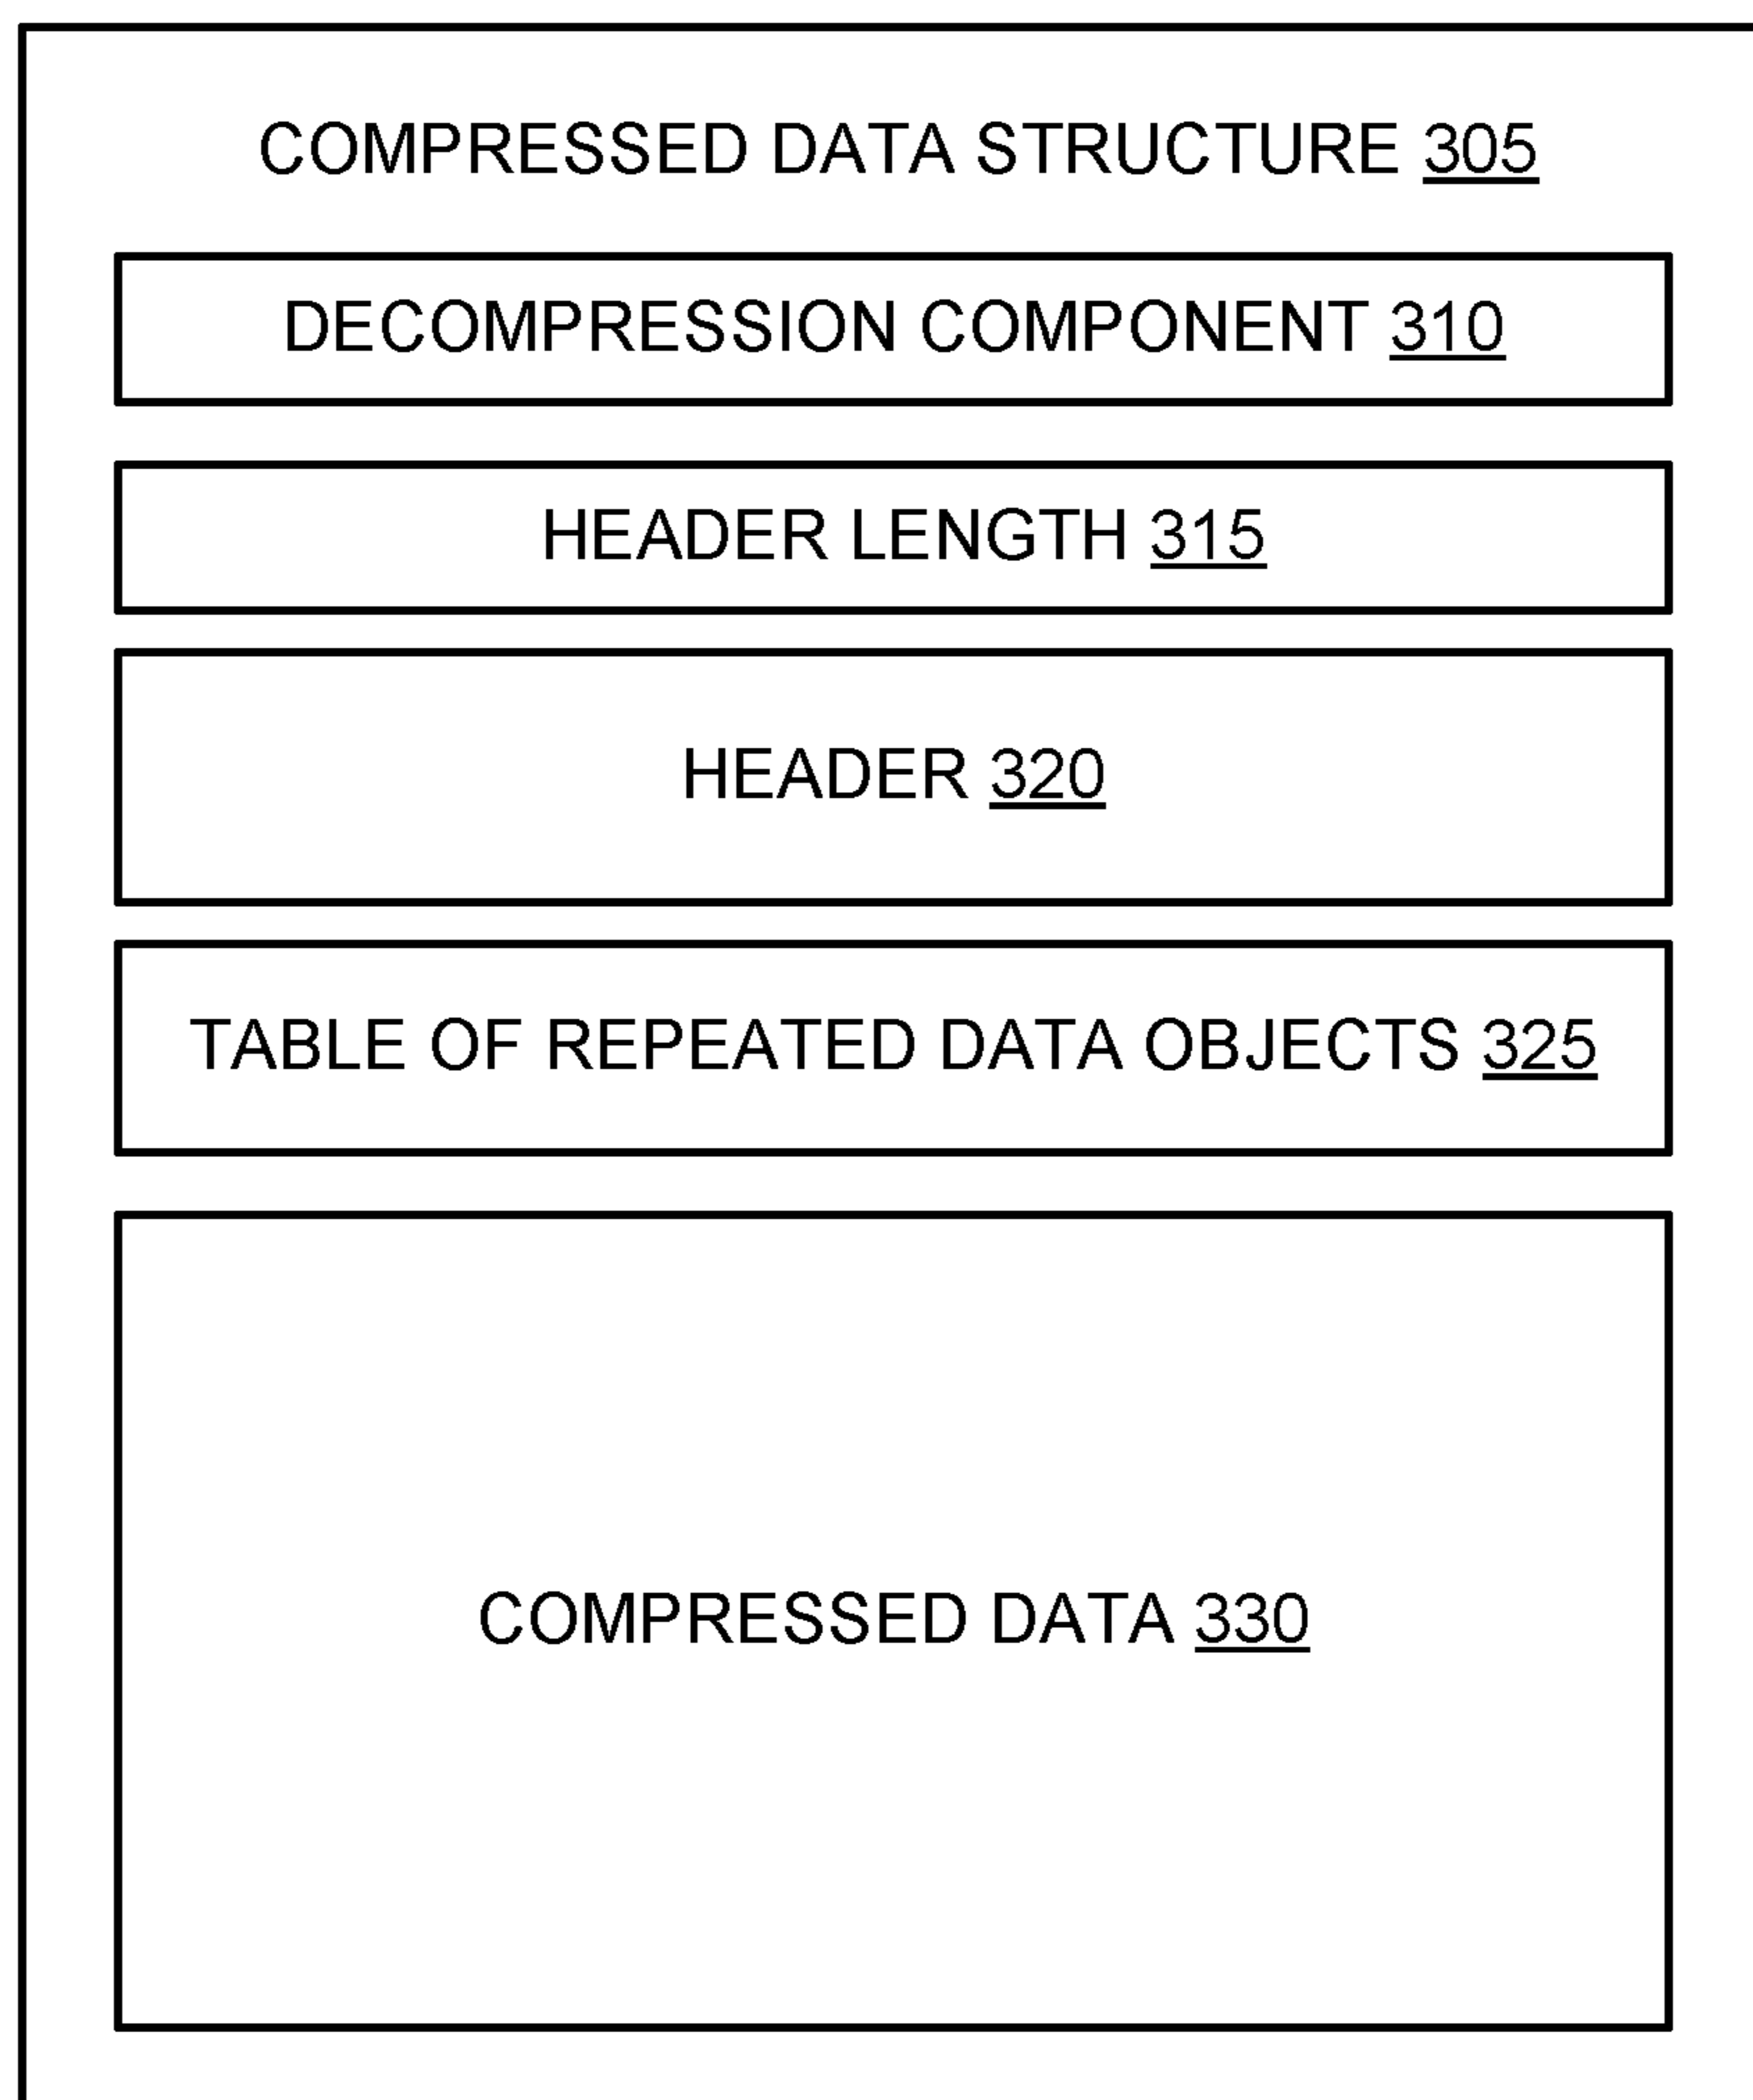 COMPRESSED DATA STRUCTURE 305
DECOMPRESSION COMPONENT 310
HEADER LENGTH 315
HEADER 320
TABLE OF REPEATED DATA OBJECTS 325
COMPRESSED DATA 330